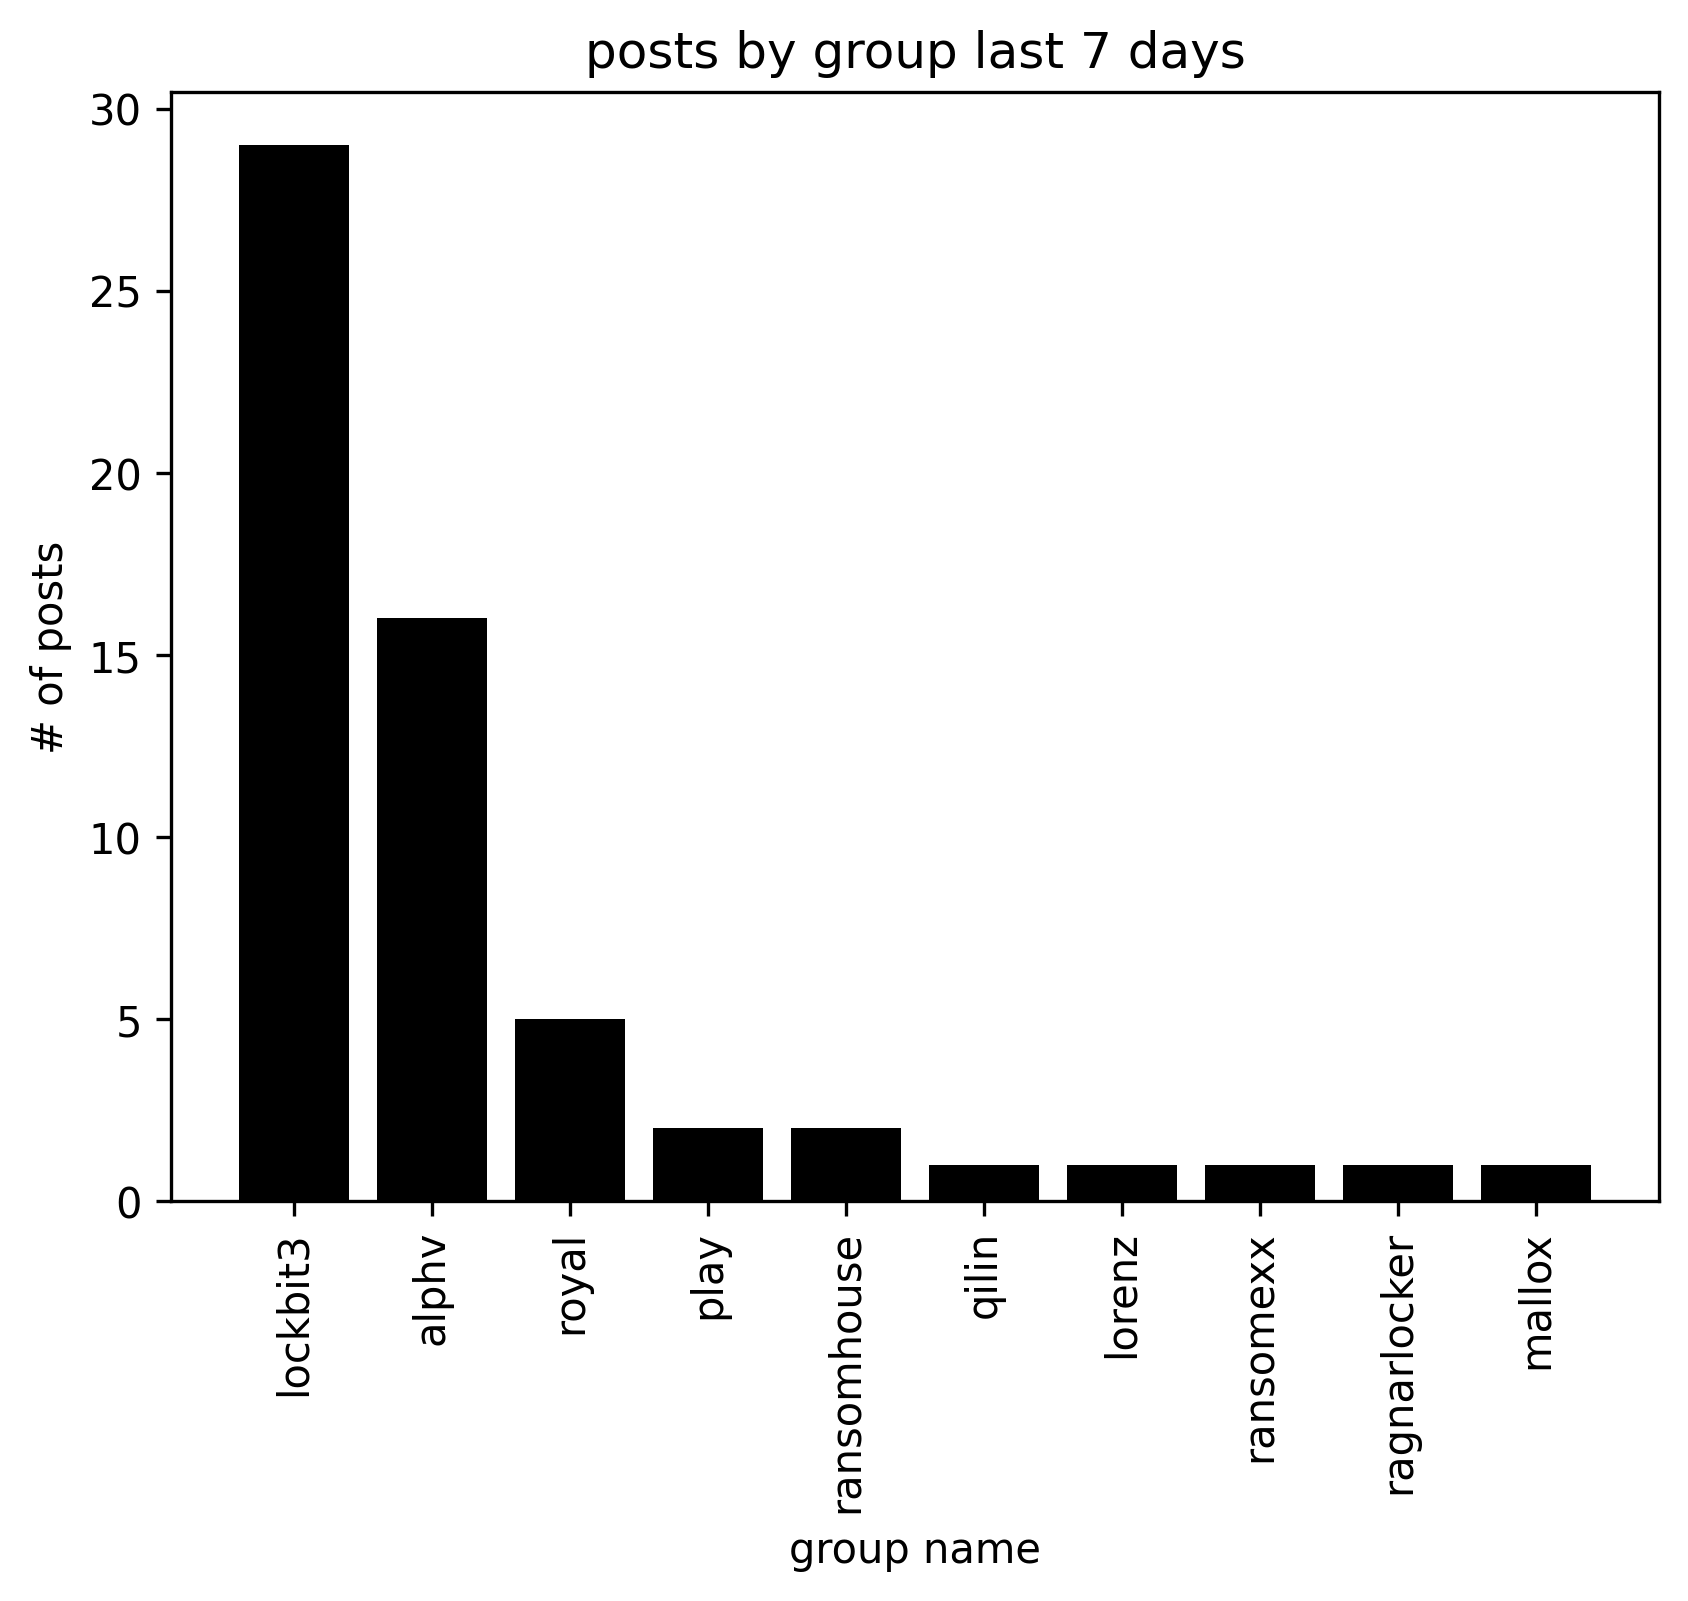 posts by group last 7 days
# of posts
30
25
20
15
10
5
0
lockbit3
alphv
royal
play
ransomhouse
qilin
lorenz
ransomexx
ragnarlocker
mallox
group name